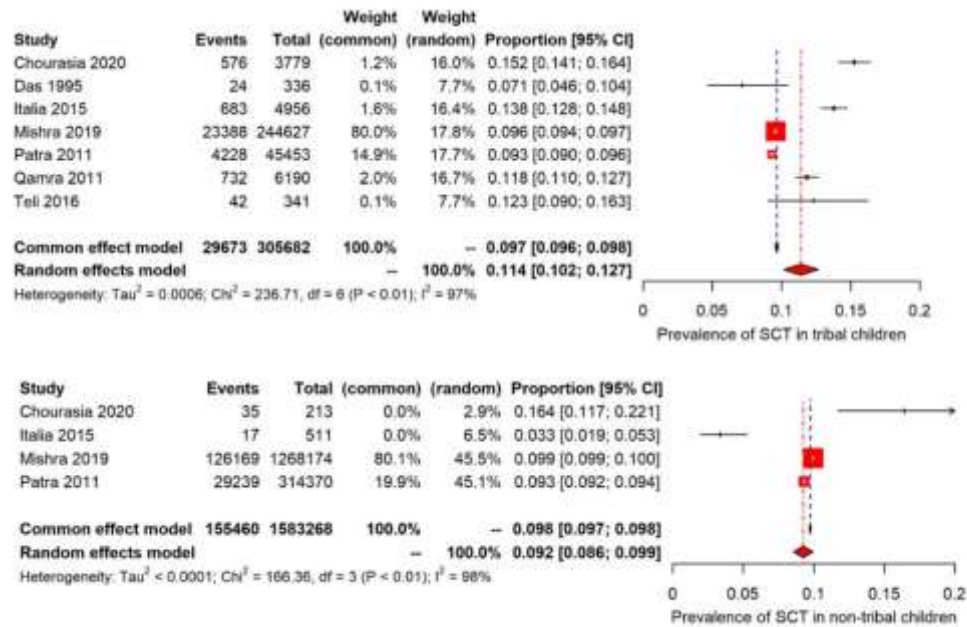 Weight Weight
Study Events Total (common) (random) Proportion [95% CI]
Chourasia 2020 576 3779 1.2% 16.0% 0.152 [0.141; 0.164]
Das 1995 24 336 0.1% 7.7% 0.071 [0.046; 0.104]
Italia 2015 683 4956 1.6% 16.4% 0.138 [0.128; 0.148]
Mishra 2019 23388 244627 80.0% 17.8% 0.096 [0.094; 0.097]
Patra 2011 4228 45453 14.9% 17.7% 0.093 [0.090; 0.096]
Qamra 2011 732 6190 2.0% 16.7% 0.118 [0.110; 0.127]
Teli 2016 42 341 0.1% 7.7% 0.123 [0.090; 0.163]
Common effect model 29673 305682 100.0% -- 0.097 [0.096; 0.098]
Random effects model -- 100.0% 0.114 [0.102; 0.127]
Heterogeneity: Tau² = 0.0006; Chi² = 236.71, df = 6 (P < 0.01); I² = 97%
0 0.05 0.1 0.15 0.2
Prevalence of SCT in tribal children
Study Events Total (common) (random) Proportion [95% CI]
Chourasia 2020 35 213 0.0% 2.9% 0.164 [0.117; 0.221]
Italia 2015 17 511 0.0% 6.5% 0.033 [0.019; 0.053]
Mishra 2019 126169 1268174 80.1% 45.5% 0.099 [0.099; 0.100]
Patra 2011 29239 314370 19.9% 45.1% 0.093 [0.092; 0.094]
Common effect model 155460 1583268 100.0% -- 0.098 [0.097; 0.098]
Random effects model -- 100.0% 0.092 [0.086; 0.099]
Heterogeneity: Tau² < 0.0001; Chi² = 166.36, df = 3 (P < 0.01); I² = 98%
0 0.05 0.1 0.15 0.2
Prevalence of SCT in non-tribal children